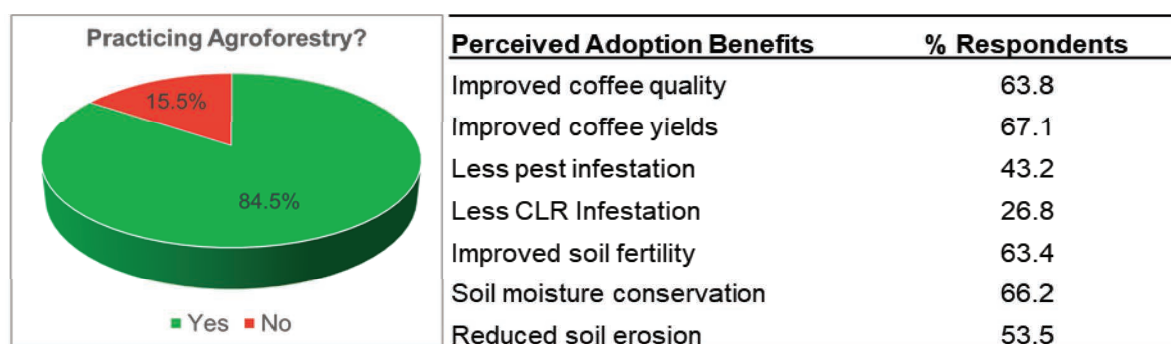 Practicing Agroforestry?
15.5%
84.5%
Yes No
Perceived Adoption Benefits % Respondents
Improved coffee quality 63.8
Improved coffee yields 67.1
Less pest infestation 43.2
Less CLR Infestation 26.8
Improved soil fertility 63.4
Soil moisture conservation 66.2
Reduced soil erosion 53.5